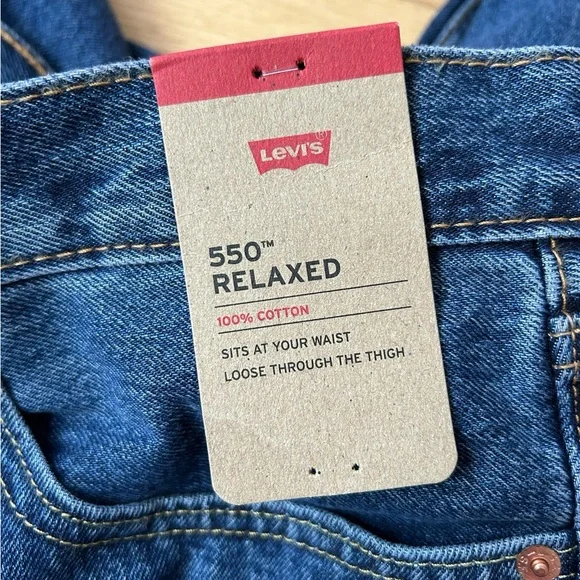 Levi's®
550™
RELAXED
100% COTTON
SITS AT YOUR WAIST
LOOSE THROUGH THE THIGH